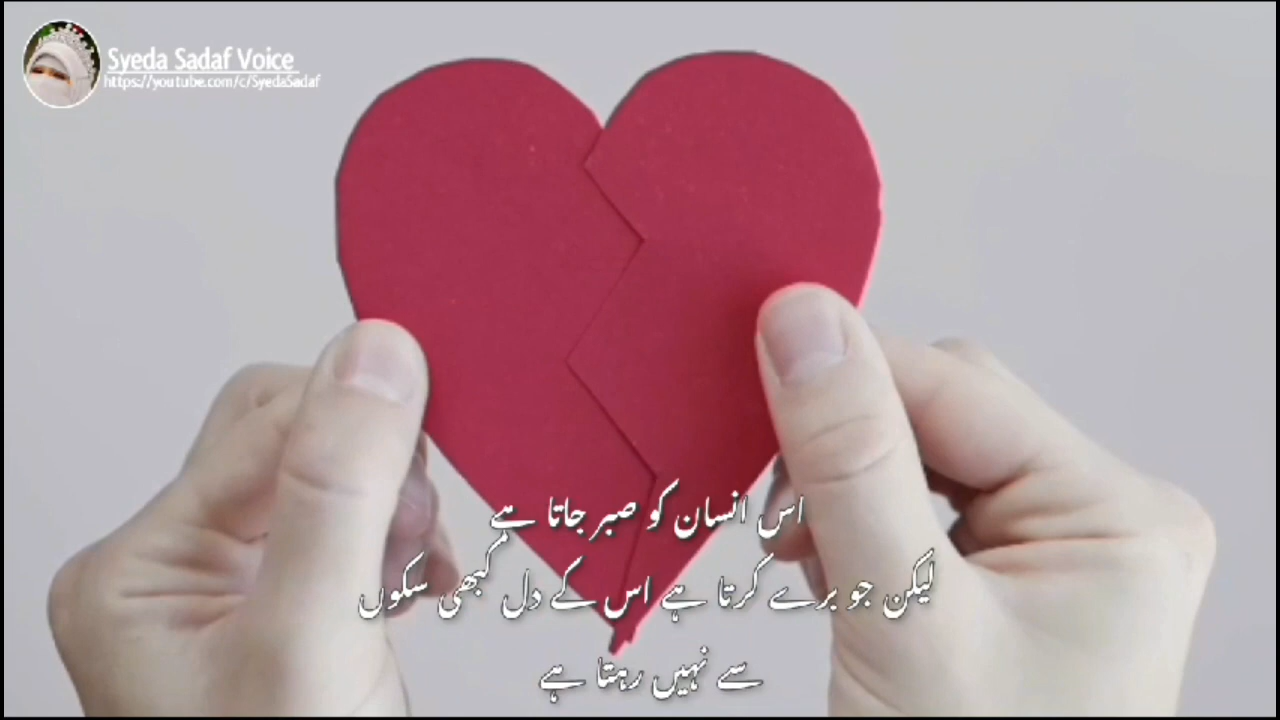 Syeda Sadaf Voice
https://youtube.com/c/SyedaSadaf
اس انسان کو صبر جاتا ہے
لیکن جو برے کرتا ہے اس کے دل کبھی سکوں
سے نہیں رہتا ہے